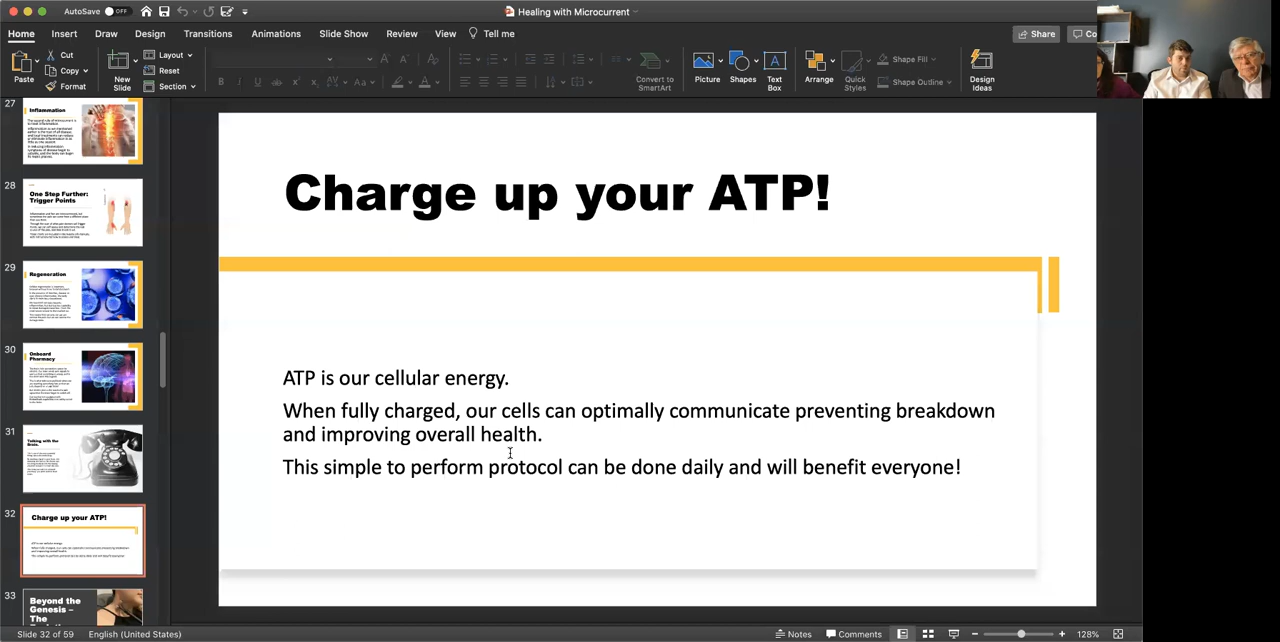 AutoSave OFF
Healing with Microcurrent
Home Insert Draw Design Transitions Animations Slide Show Review View Tell me
Share
Co
Paste
Cut
Copy
Format
New Slide
Layout
Reset
Section
B I U
Aa
Convert to SmartArt
Picture
Shapes
Text Box
Arrange
Quick Styles
Shape Fill
Shape Outline
Design Ideas
27
Inflammation
28
One Step Further:
Trigger Points
29
Regeneration
30
Onboard
Pharmacy
31
Talking with the
Brain.
32
Charge up your ATP!
33
Beyond the
Genesis –
The
Charge up your ATP!
ATP is our cellular energy.
When fully charged, our cells can optimally communicate preventing breakdown
and improving overall health.
This simple to perform protocol can be done daily and will benefit everyone!
Slide 32 of 59 English (United States)
Notes Comments 128%